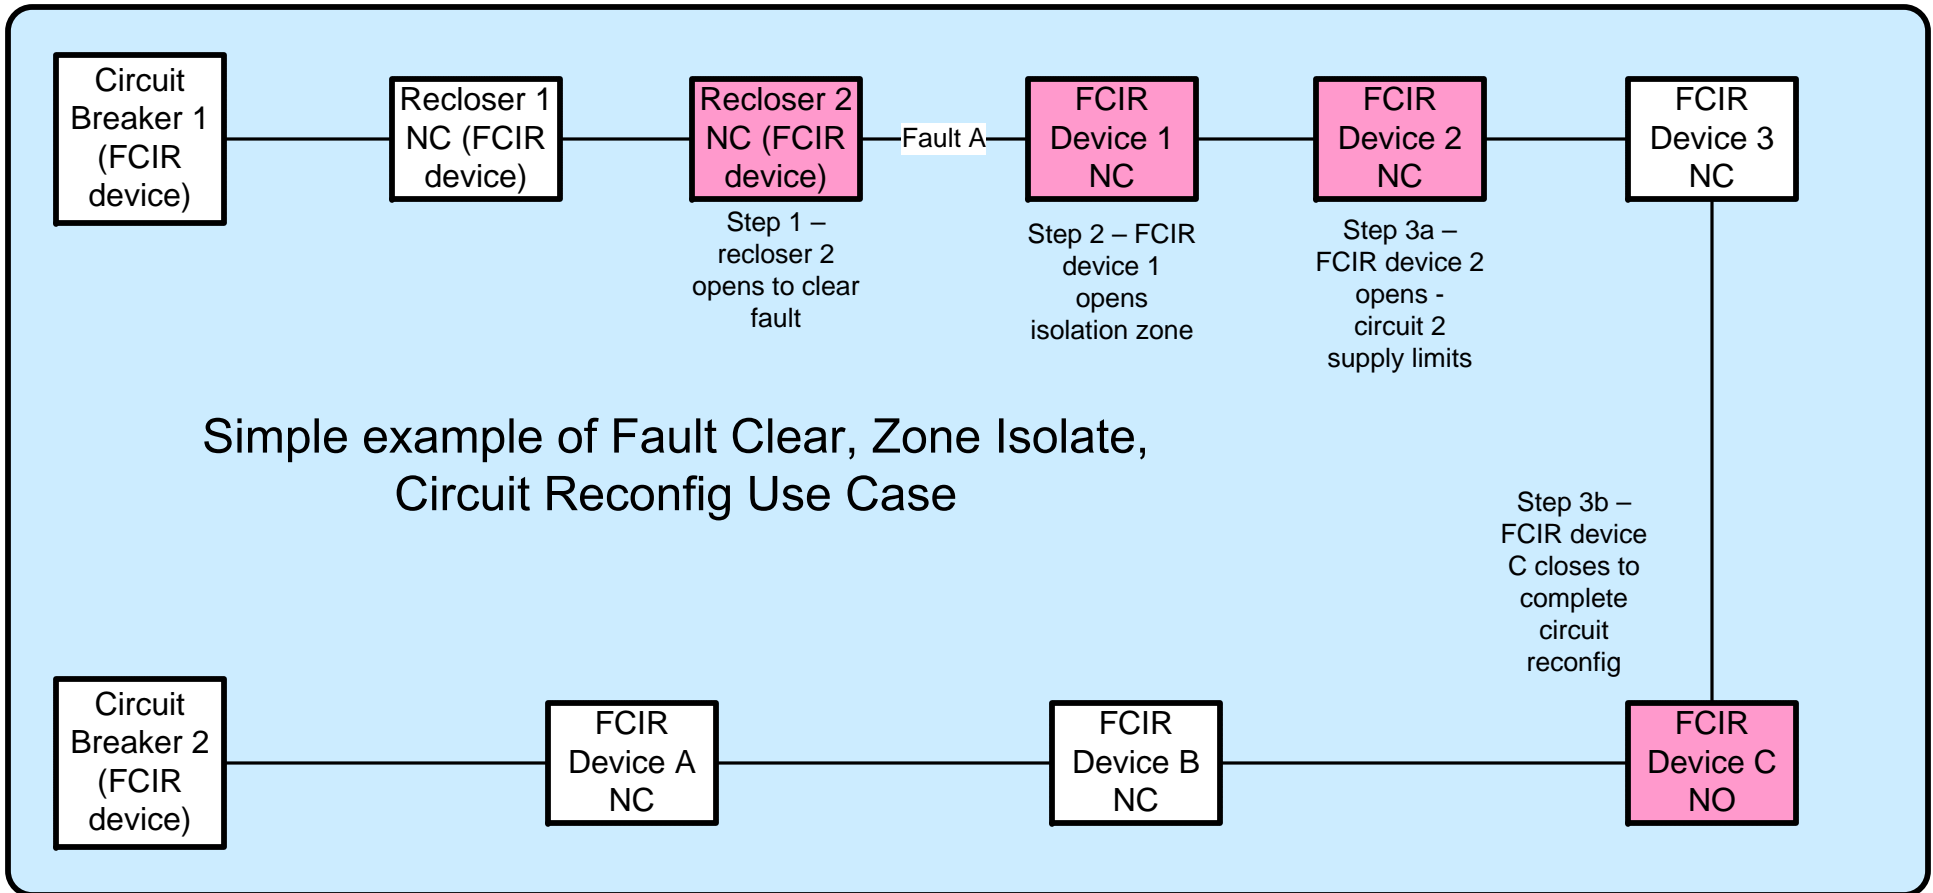 Circuit
Breaker 1
(FCIR
device)
Recloser 1
NC (FCIR
device)
Recloser 2
NC (FCIR
device)
Fault A
FCIR
Device 1
NC
FCIR
Device 2
NC
FCIR
Device 3
NC
Step 1 –
recloser 2
opens to clear
fault
Step 2 – FCIR
device 1
opens
isolation zone
Step 3a –
FCIR device 2
opens -
circuit 2
supply limits
Simple example of Fault Clear, Zone Isolate,
Circuit Reconfig Use Case
Step 3b –
FCIR device
C closes to
complete
circuit
reconfig
Circuit
Breaker 2
(FCIR
device)
FCIR
Device A
NC
FCIR
Device B
NC
FCIR
Device C
NO